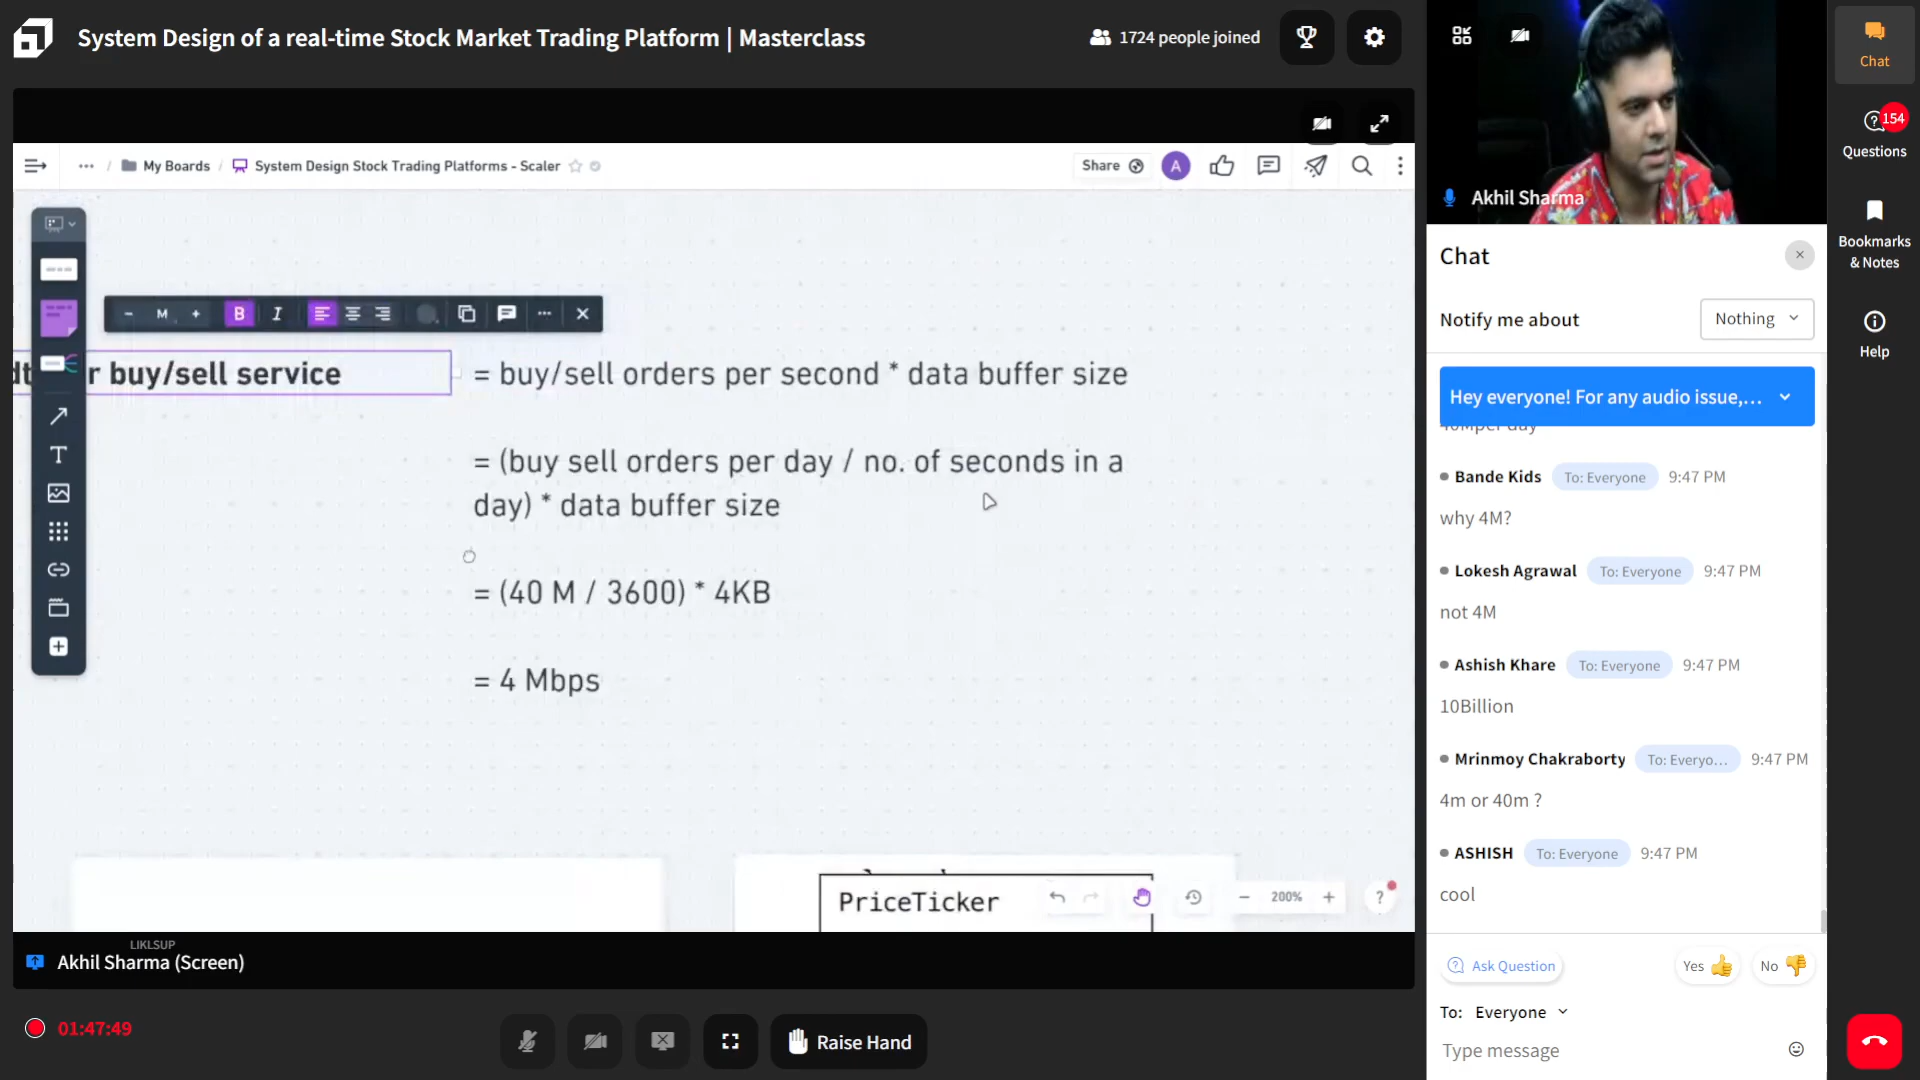 System Design of a real-time Stock Market Trading Platform | Masterclass
1724 people joined
... / My Boards / System Design Stock Trading Platforms - Scaler
Share
A
− M +
B I
r buy/sell service
= buy/sell orders per second * data buffer size
= (buy sell orders per day / no. of seconds in a
day) * data buffer size
= (40 M / 3600) * 4KB
= 4 Mbps
T
PriceTicker
− 200% +
?
LIKLSUP
Akhil Sharma (Screen)
01:47:49
Raise Hand
Akhil Sharma
Chat
Notify me about
Nothing
Hey everyone! For any audio issue,...
40Mper day
Bande Kids To: Everyone 9:47 PM
why 4M?
Lokesh Agrawal To: Everyone 9:47 PM
not 4M
Ashish Khare To: Everyone 9:47 PM
10Billion
Mrinmoy Chakraborty To: Everyo... 9:47 PM
4m or 40m ?
ASHISH To: Everyone 9:47 PM
cool
Ask Question
Yes
No
To: Everyone
Type message
Chat
154
Questions
Bookmarks
& Notes
Help